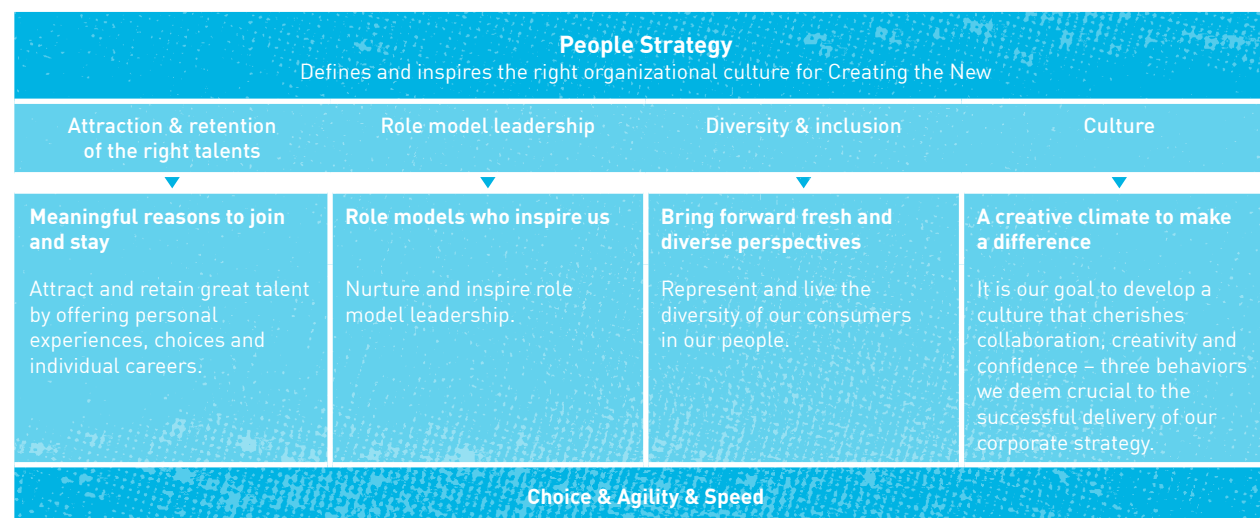 People Strategy
Defines and inspires the right organizational culture for Creating the New
Attraction & retention
of the right talents
Role model leadership
Diversity & inclusion
Culture
Meaningful reasons to join
and stay
Attract and retain great talent
by offering personal
experiences, choices and
individual careers.
Role models who inspire us
Nurture and inspire role
model leadership.
Bring forward fresh and
diverse perspectives
Represent and live the
diversity of our consumers
in our people.
A creative climate to make
a difference
It is our goal to develop a
culture that cherishes
collaboration, creativity and
confidence – three behaviors
we deem crucial to the
successful delivery of our
corporate strategy.
Choice & Agility & Speed